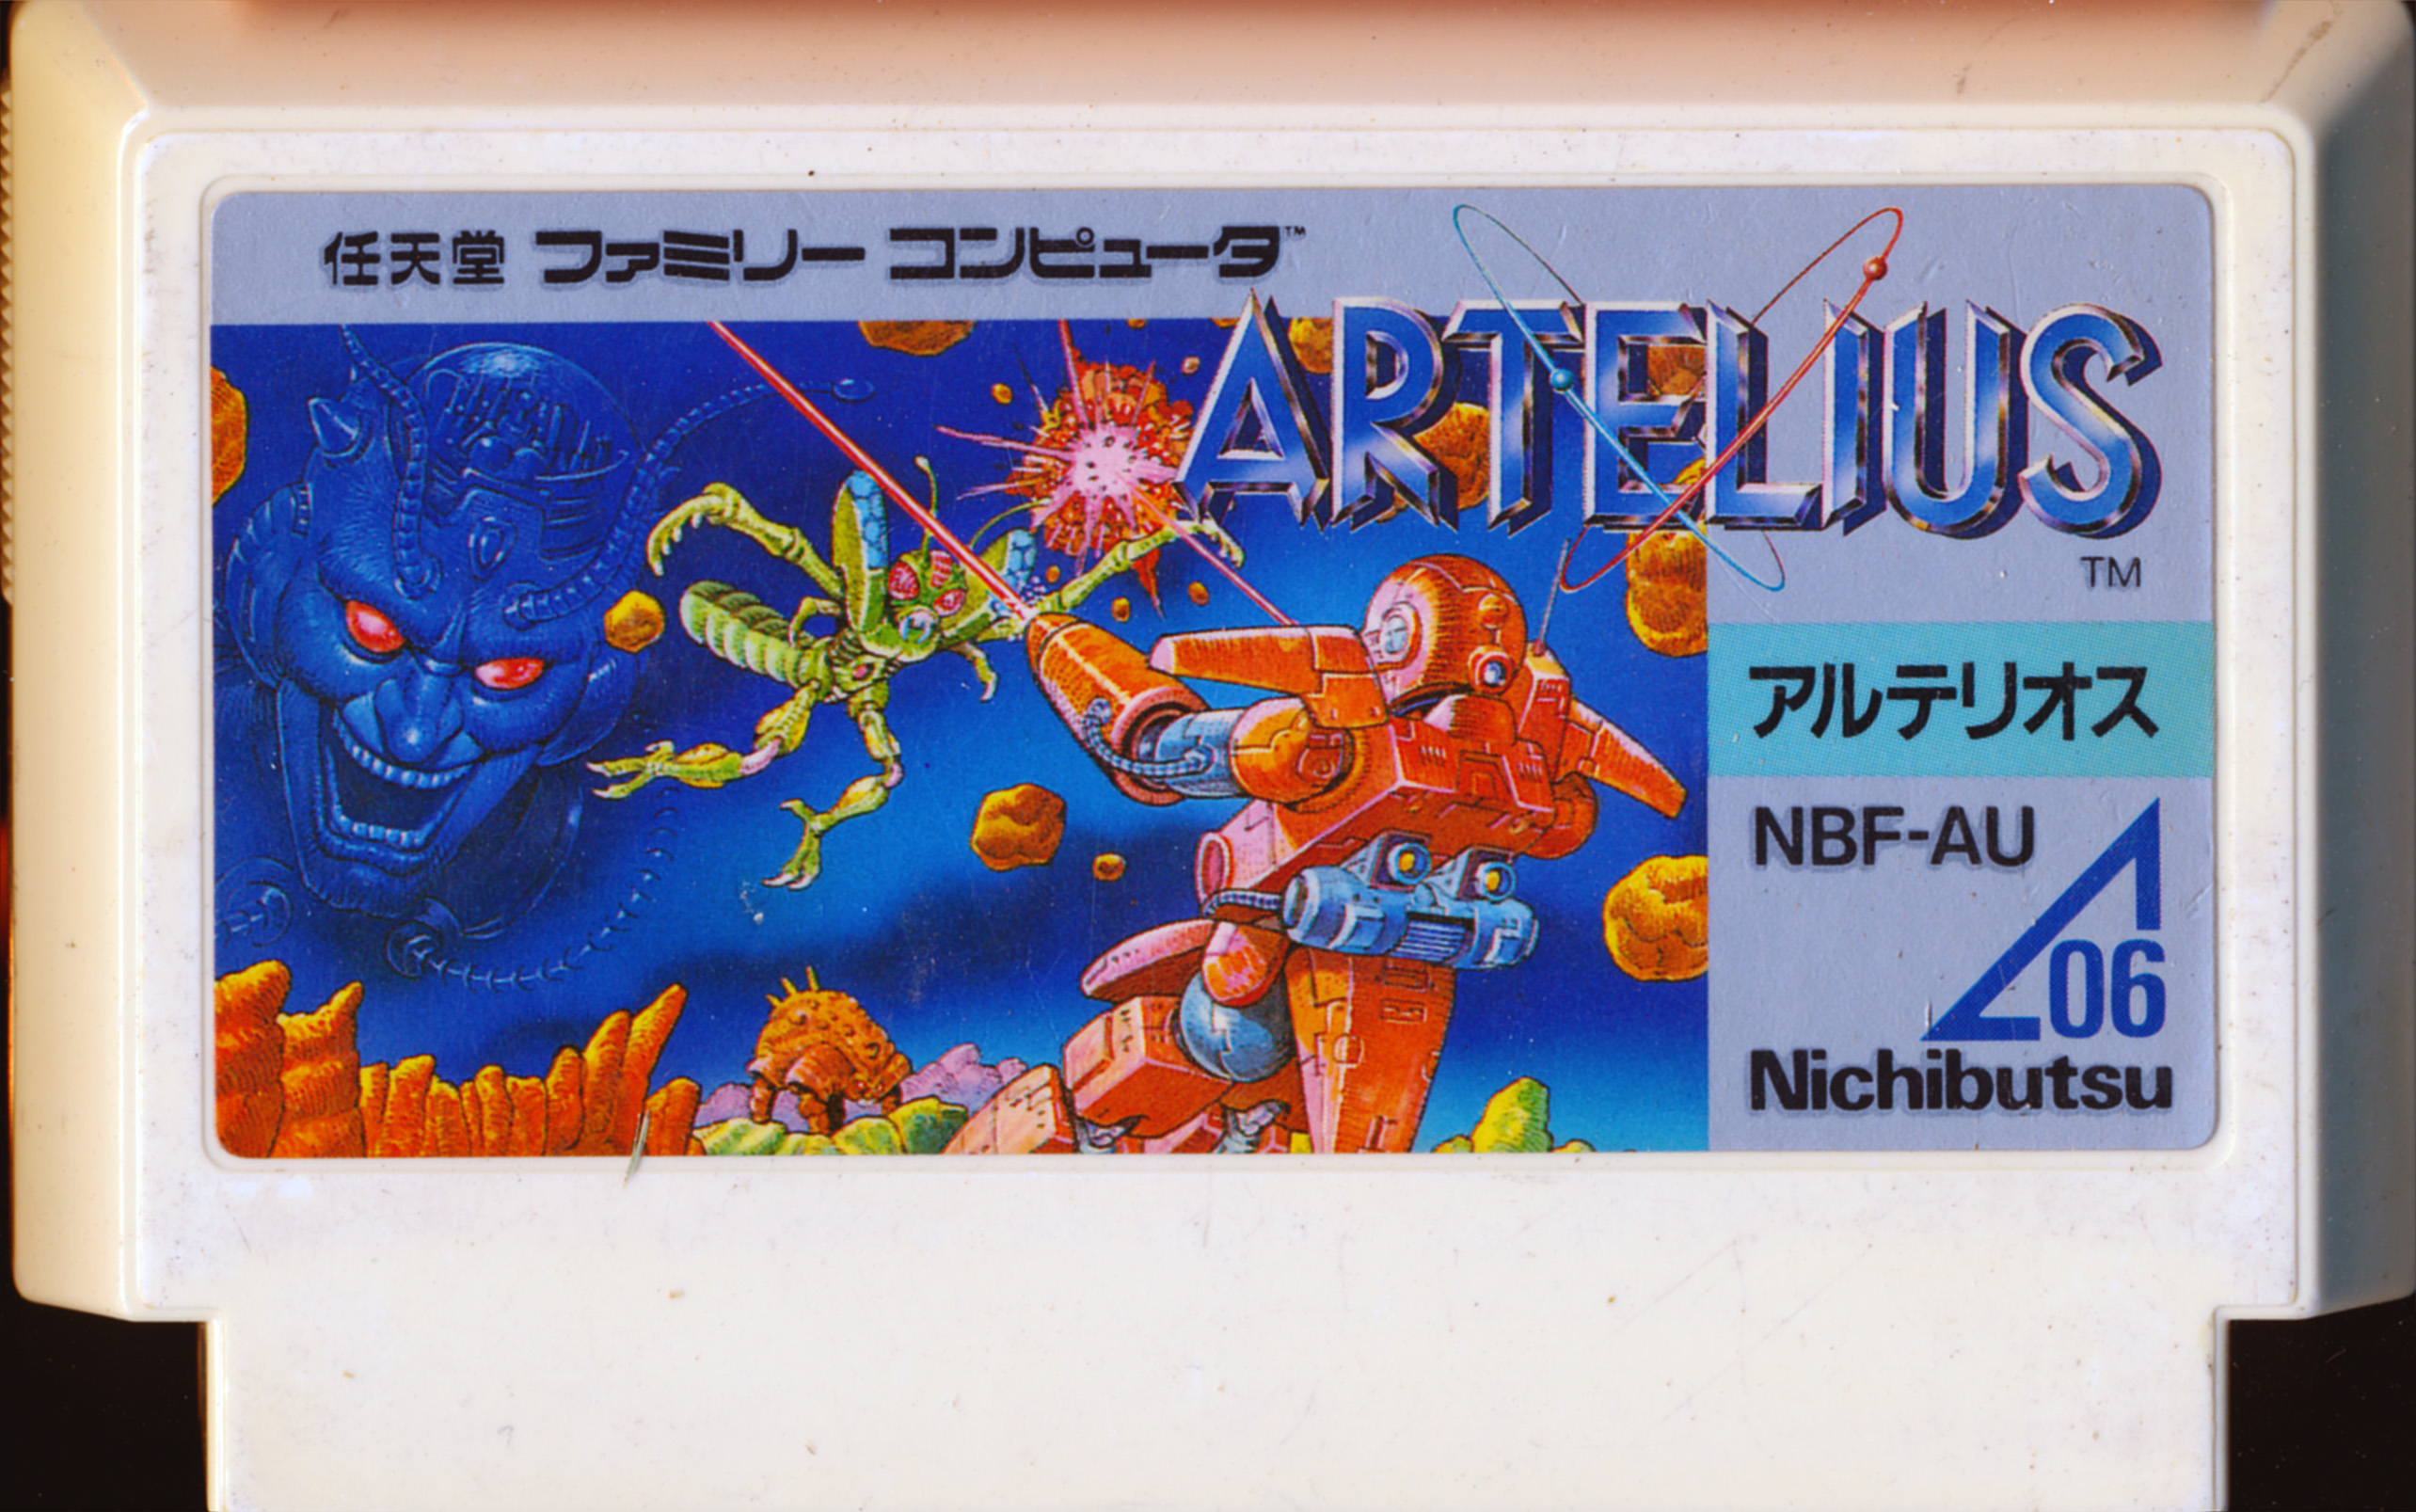 任天堂 ファミリー コンピュータ™
ARTELIUS
TM
アルテリオス
NBF-AU
06
Nichibutsu